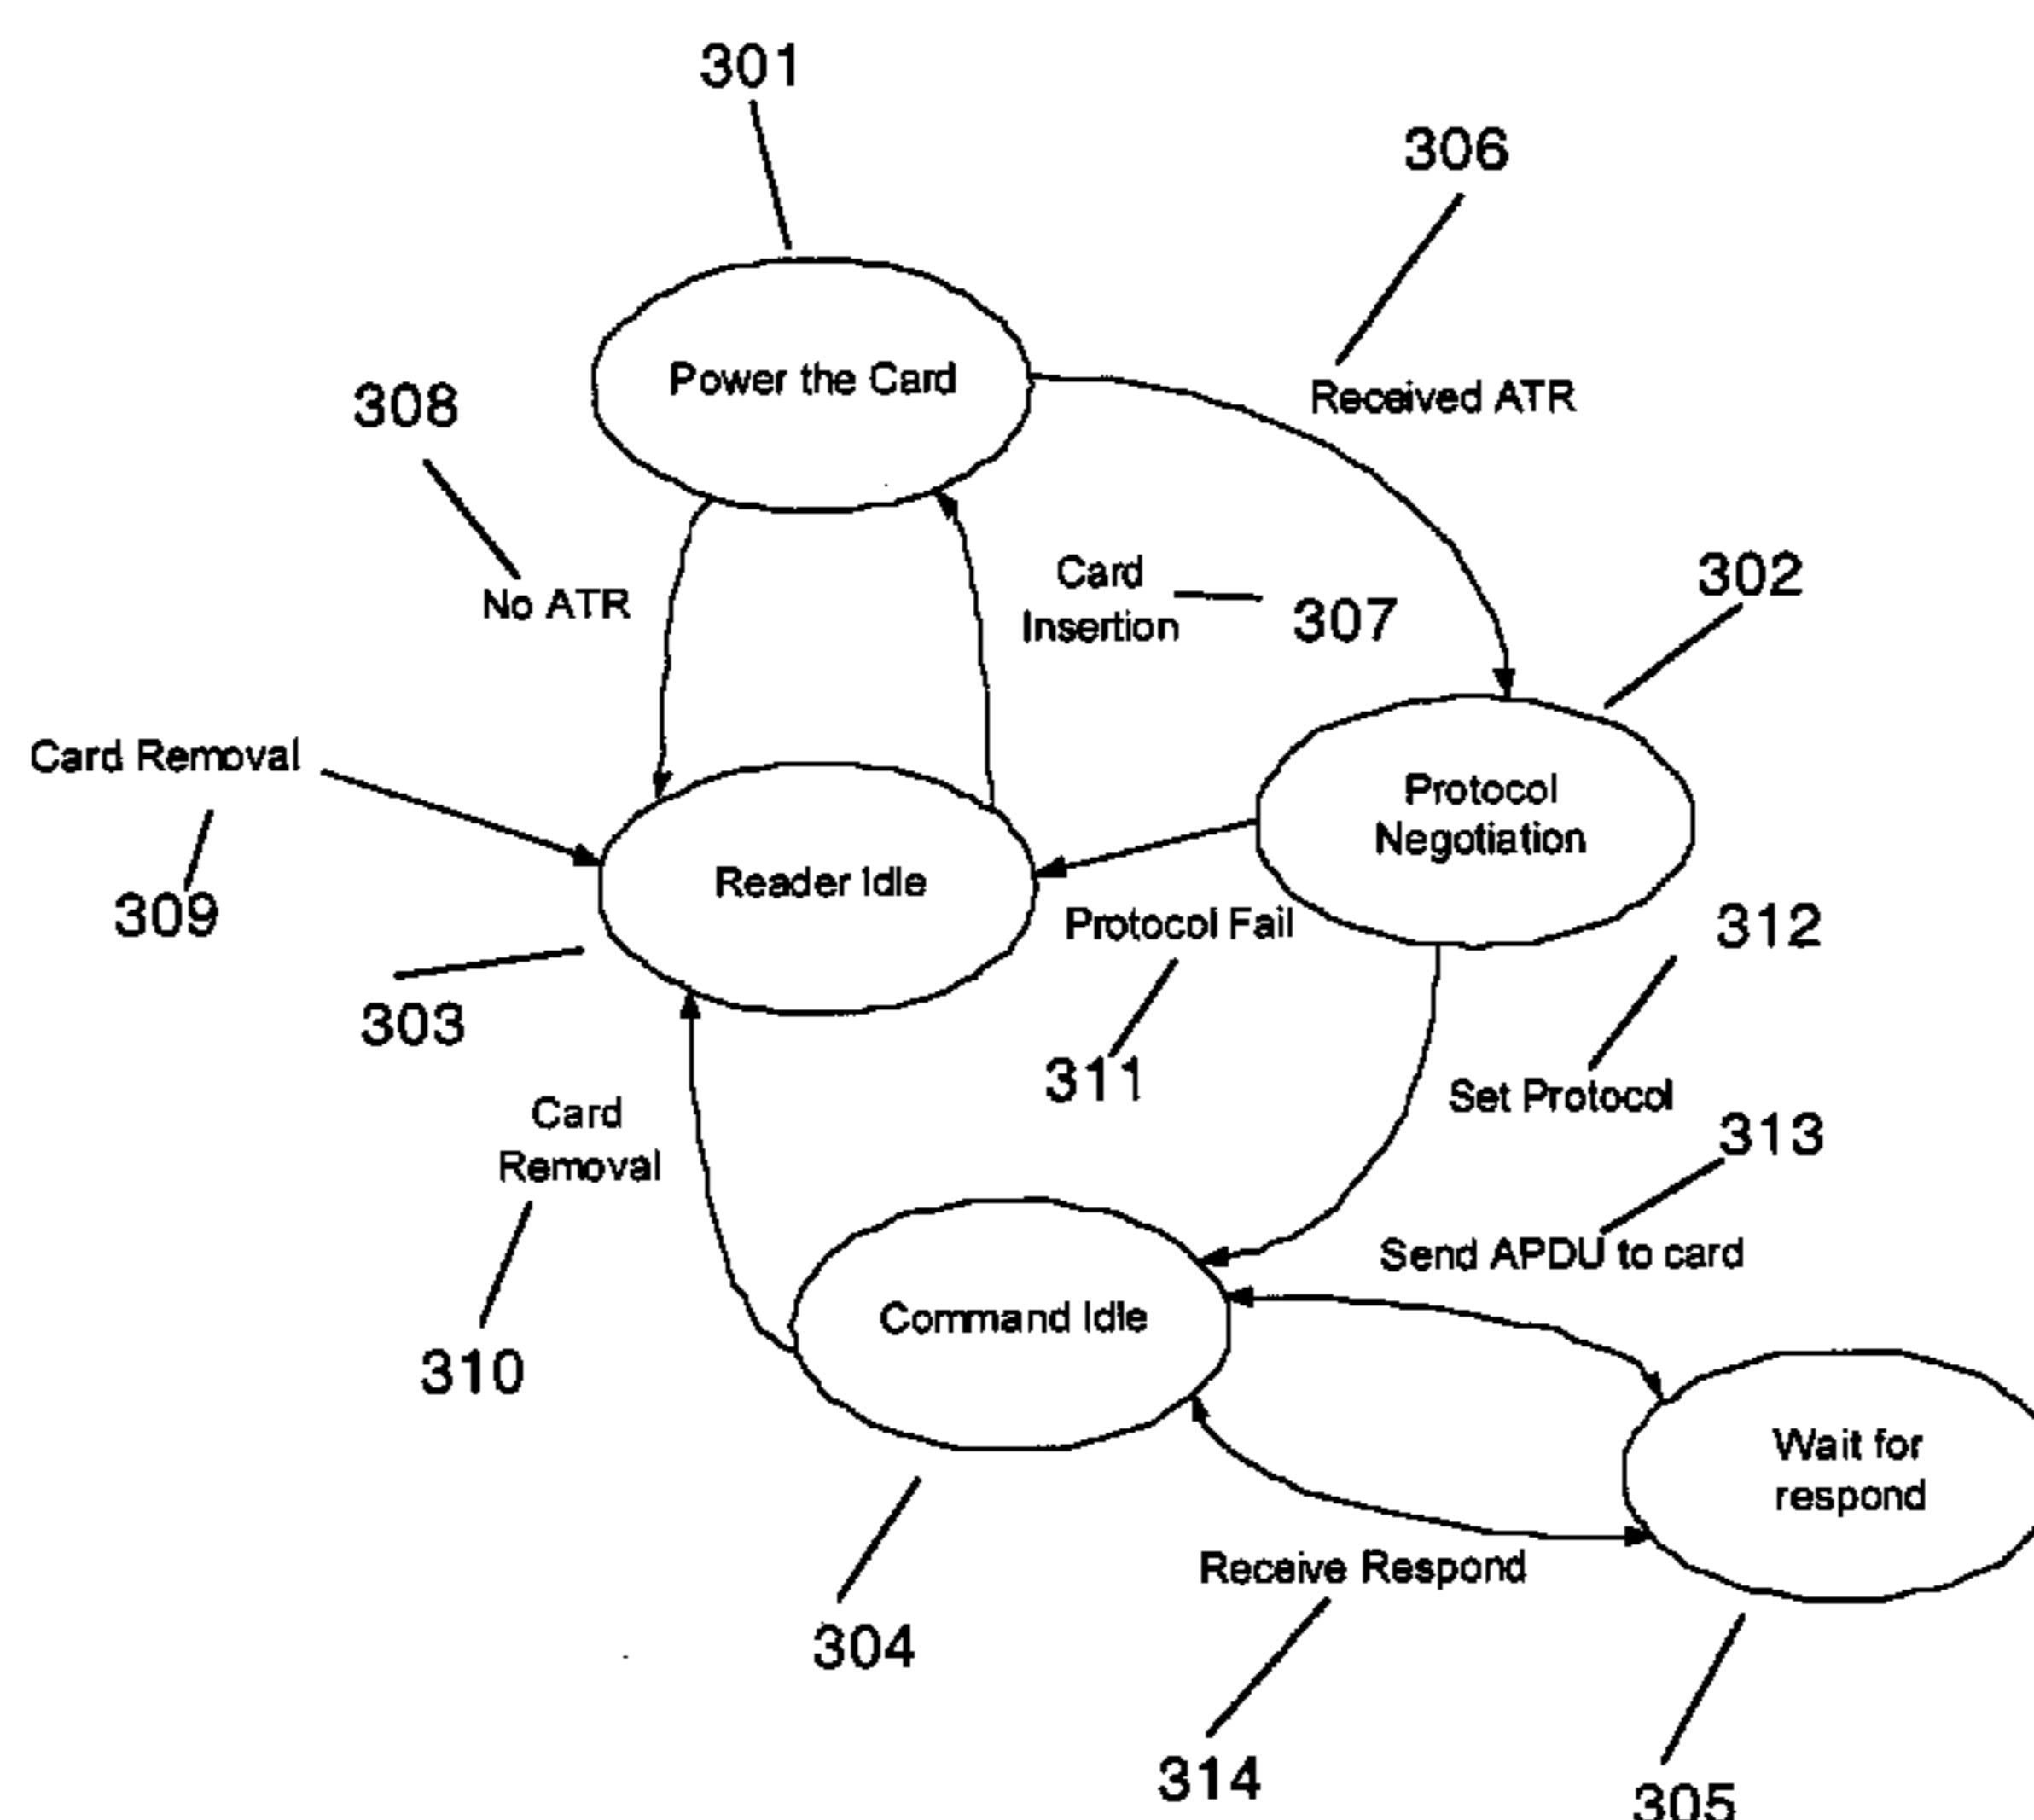 301
306
Power the Card
Received ATR
308
No ATR
Card
Insertion
307
302
Card Removal
309
Protocol
Negotiation
Reader Idle
Protocol Fail
312
303
311
Set Protocol
Card
Removal
313
310
Send APDU to card
Command Idle
Wait for
respond
Receive Respond
304
314
305